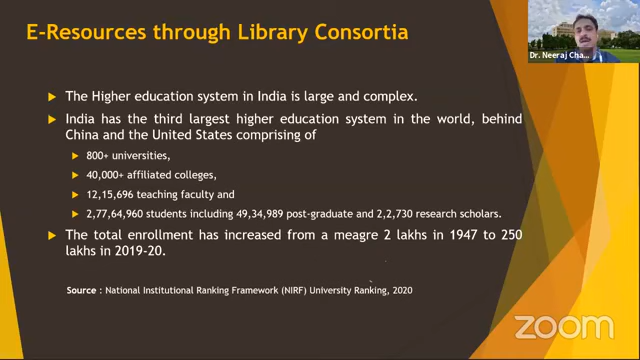 E-Resources through Library Consortia
Dr. Neeraj Cha...
The Higher education system in India is large and complex.
India has the third largest higher education system in the world, behind
China and the United States comprising of
800+ universities,
40,000+ affiliated colleges,
12,15,696 teaching faculty and
2,77,64,960 students including 49,34,989 post-graduate and 2,2,730 research scholars.
The total enrollment has increased from a meagre 2 lakhs in 1947 to 250
lakhs in 2019-20.
Source : National Institutional Ranking Framework (NIRF) University Ranking, 2020
zoom